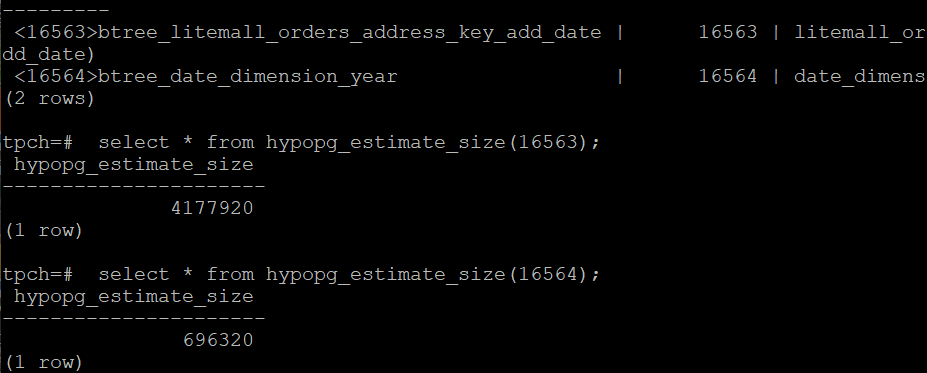 ---------
 <16563>btree_litemall_orders_address_key_add_date |      16563 | litemall_or
dd_date)
 <16564>btree_date_dimension_year                  |      16564 | date_dimens
(2 rows)

tpch=#  select * from hypopg_estimate_size(16563);
 hypopg_estimate_size
----------------------
              4177920
(1 row)

tpch=#  select * from hypopg_estimate_size(16564);
 hypopg_estimate_size
----------------------
               696320
(1 row)